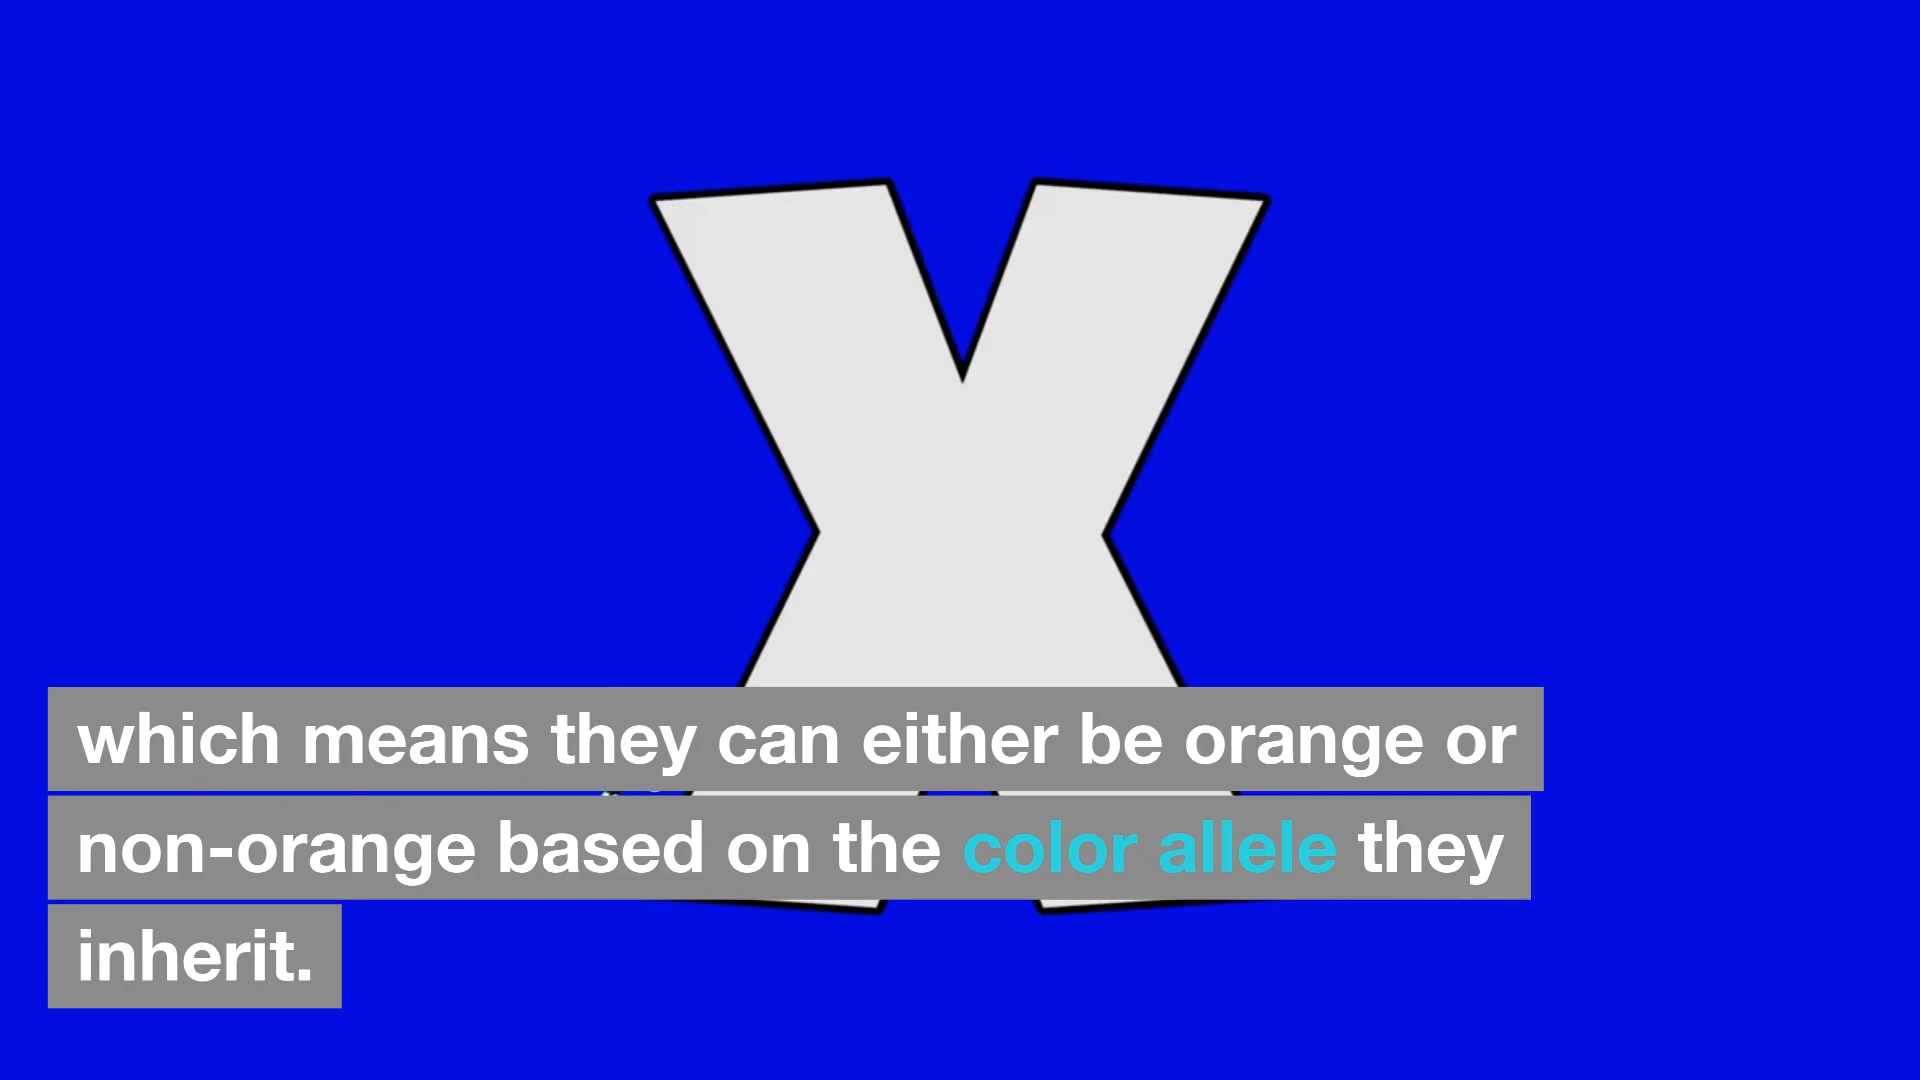 X
which means they can either be orange or
non-orange based on the color allele they
inherit.